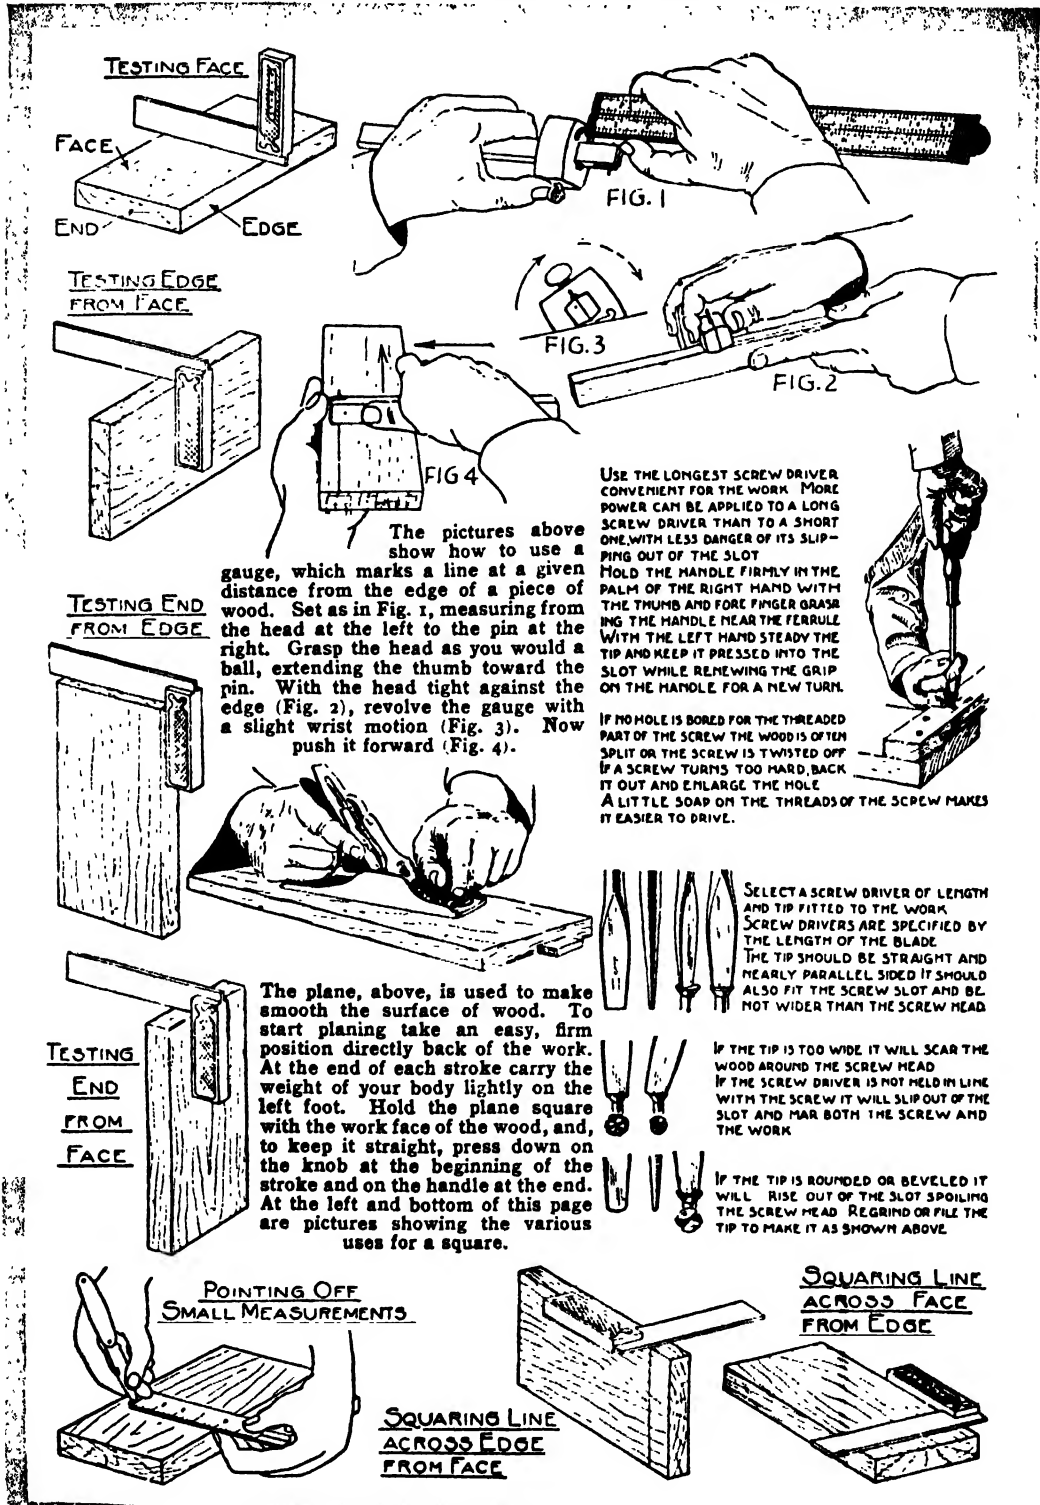 TESTING FACE
FACE
END
EDGE
FIG. 1
TESTING EDGE
FROM FACE
FIG.3
FIG.2
FIG 4
The pictures above
show how to use a
gauge, which marks a line at a given
distance from the edge of a piece of
wood. Set as in Fig. 1, measuring from
the head at the left to the pin at the
right. Grasp the head as you would a
ball, extending the thumb toward the
pin. With the head tight against the
edge (Fig. 2), revolve the gauge with
a slight wrist motion (Fig. 3). Now
push it forward (Fig. 4).
TESTING END
FROM EDGE
USE THE LONGEST SCREW DRIVER
CONVENIENT FOR THE WORK MORE
POWER CAN BE APPLIED TO A LONG
SCREW DRIVER THAN TO A SHORT
ONE, WITH LESS DANGER OF ITS SLIP-
PING OUT OF THE SLOT
HOLD THE HANDLE FIRMLY IN THE
PALM OF THE RIGHT HAND WITH
THE THUMB AND FORE FINGER GRASP
ING THE HANDLE NEAR THE FERRULE
WITH THE LEFT HAND STEADY THE
TIP AND KEEP IT PRESSED INTO THE
SLOT WHILE RENEWING THE GRIP
ON THE HANDLE FOR A NEW TURN.
IF NO HOLE IS BORED FOR THE THREADED
PART OF THE SCREW THE WOOD IS OFTEN
SPLIT OR THE SCREW IS TWISTED OFF
IF A SCREW TURNS TOO HARD, BACK
IT OUT AND ENLARGE THE HOLE
A LITTLE SOAP ON THE THREADS OF THE SCREW MAKES
IT EASIER TO DRIVE.
SELECT A SCREW DRIVER OF LENGTH
AND TIP FITTED TO THE WORK
SCREW DRIVERS ARE SPECIFIED BY
THE LENGTH OF THE BLADE
THE TIP SHOULD BE STRAIGHT AND
NEARLY PARALLEL SIDED IT SHOULD
ALSO FIT THE SCREW SLOT AND BE
NOT WIDER THAN THE SCREW HEAD
The plane, above, is used to make
smooth the surface of wood. To
start planing take an easy, firm
position directly back of the work.
At the end of each stroke carry the
weight of your body lightly on the
left foot. Hold the plane square
with the work face of the wood, and,
to keep it straight, press down on
the knob at the beginning of the
stroke and on the handle at the end.
At the left and bottom of this page
are pictures showing the various
uses for a square.
TESTING
END
FROM
FACE
IF THE TIP IS TOO WIDE IT WILL SCAR THE
WOOD AROUND THE SCREW HEAD
IF THE SCREW DRIVER IS NOT HELD IN LINE
WITH THE SCREW IT WILL SLIP OUT OF THE
SLOT AND MAR BOTH THE SCREW AND
THE WORK
IF THE TIP IS ROUNDED OR BEVELED IT
WILL RISE OUT OF THE SLOT SPOILING
THE SCREW HEAD REGRIND OR FILE THE
TIP TO MAKE IT AS SHOWN ABOVE
POINTING OFF
SMALL MEASUREMENTS
SQUARING LINE
ACROSS EDGE
FROM FACE
SQUARING LINE
ACROSS FACE
FROM EDGE